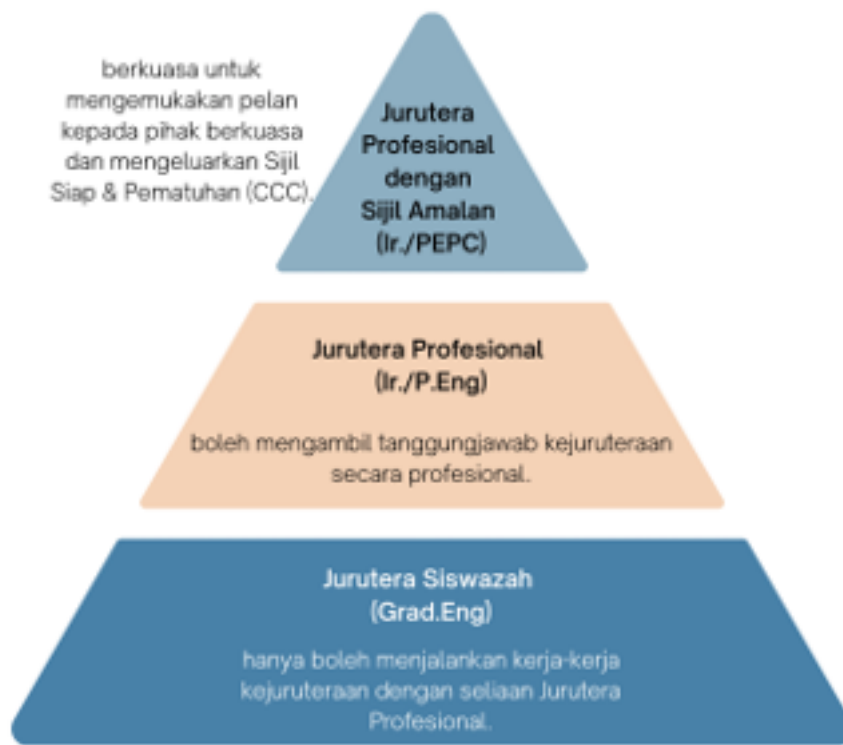 berkuasa untuk
mengemukakan pelan
kepada pihak berkuasa
dan mengeluarkan Sijil
Siap & Pematuhan (CCC).
Jurutera
Profesional
dengan
Sijil Amalan
(Ir./PEPC)
Jurutera Profesional
(Ir./P.Eng)
boleh mengambil tanggungjawab kejuruteraan
secara profesional.
Jurutera Siswazah
(Grad.Eng)
hanya boleh menjalankan kerja-kerja
kejuruteraan dengan seliaan Jurutera
Profesional.